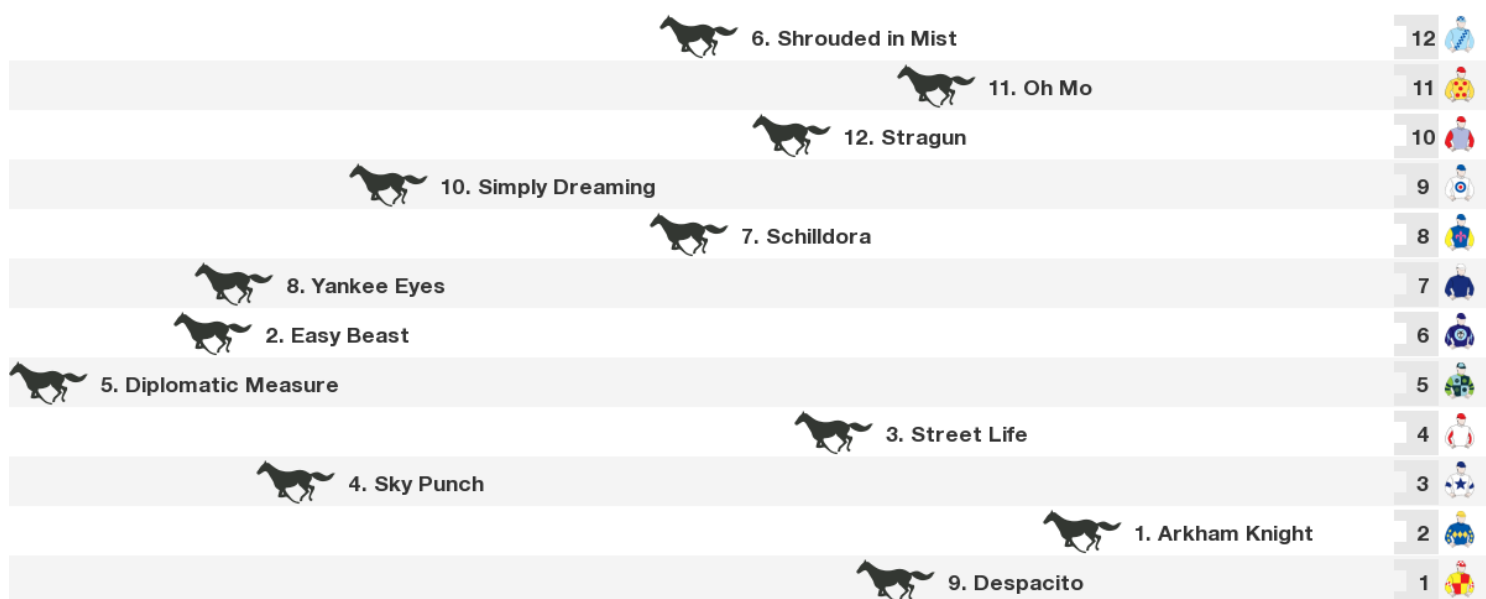 6. Shrouded in Mist 12
11. Oh Mo 11
12. Stragun 10
10. Simply Dreaming 9
7. Schilldora 8
8. Yankee Eyes 7
2. Easy Beast 6
5. Diplomatic Measure 5
3. Street Life 4
4. Sky Punch 3
1. Arkham Knight 2
9. Despacito 1